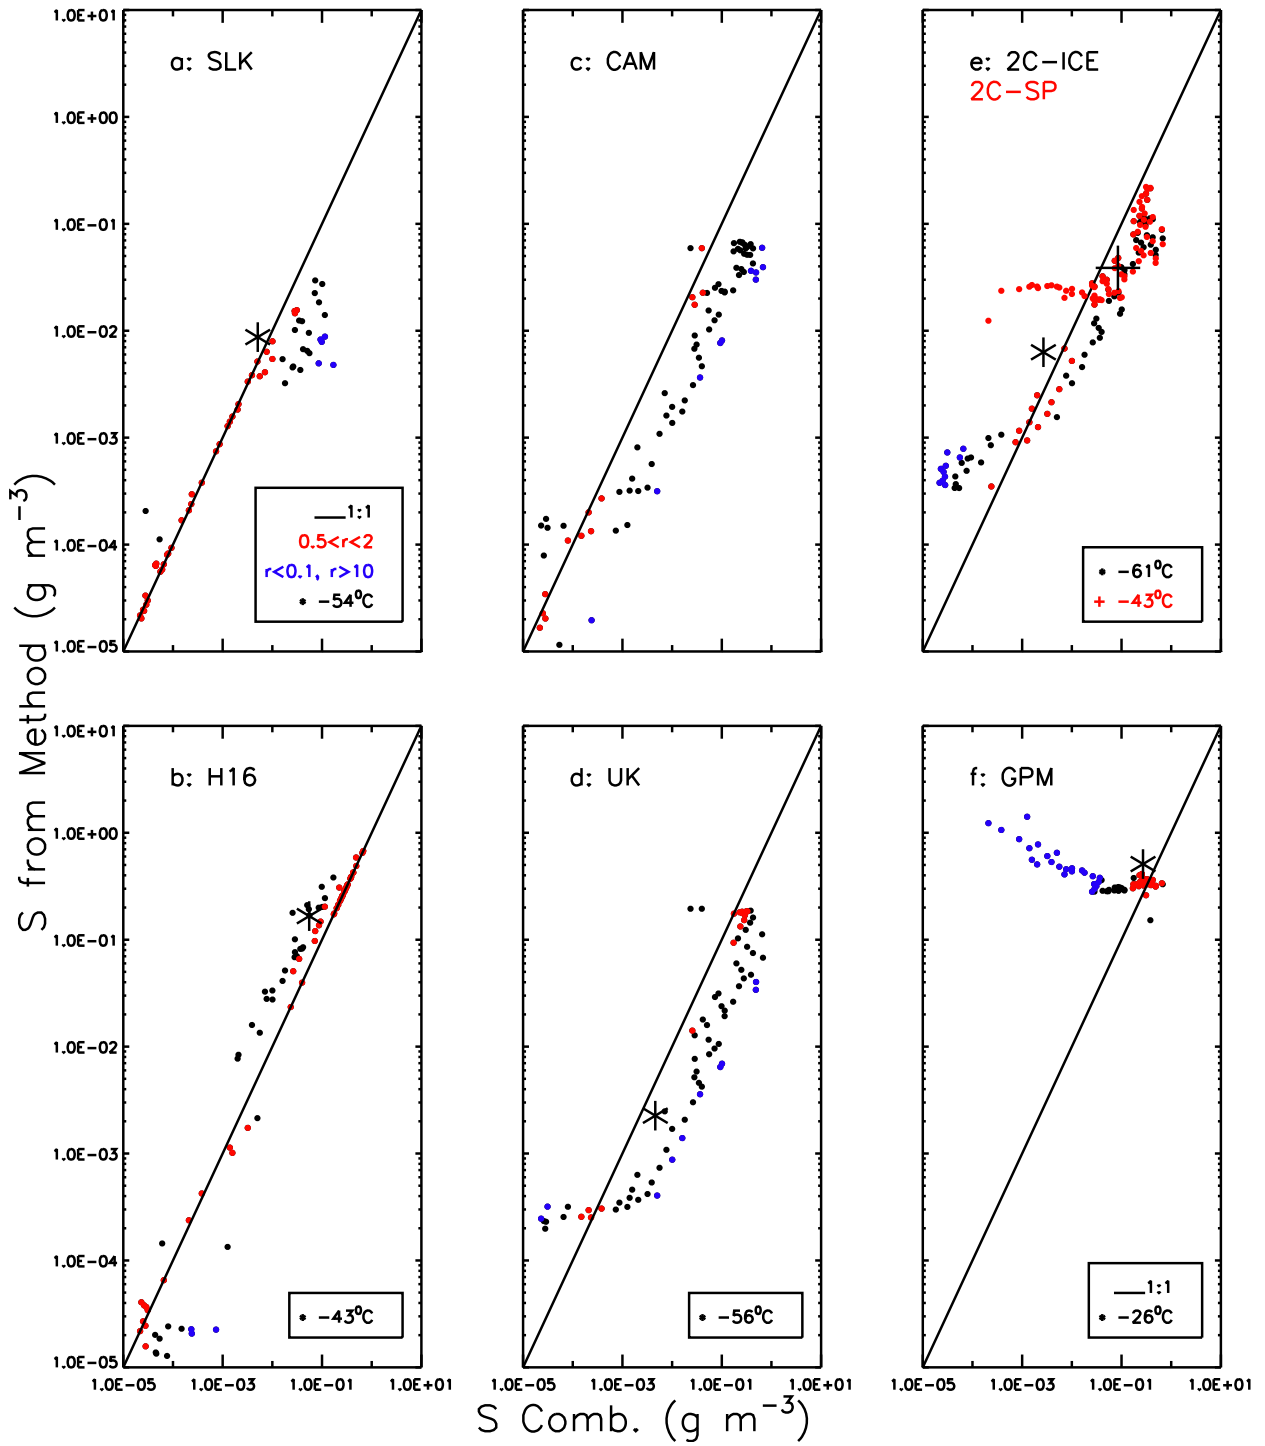 S from Method (g m⁻³)
1.0E+01
1.0E+00
1.0E-01
1.0E-02
1.0E-03
1.0E-04
1.0E-05
a: SLK
1:1
0.5<r<2
r<0.1, r>10
* -54⁰C
c: CAM
e: 2C-ICE
2C-SP
* -61⁰C
+ -43⁰C
1.0E+01
1.0E+00
1.0E-01
1.0E-02
1.0E-03
1.0E-04
1.0E-05
b: H16
* -43⁰C
d: UK
* -56⁰C
f: GPM
1:1
* -26⁰C
1.0E-05 1.0E-03 1.0E-01 1.0E+01
1.0E-05 1.0E-03 1.0E-01 1.0E+01
1.0E-05 1.0E-03 1.0E-01 1.0E+01
S Comb. (g m⁻³)